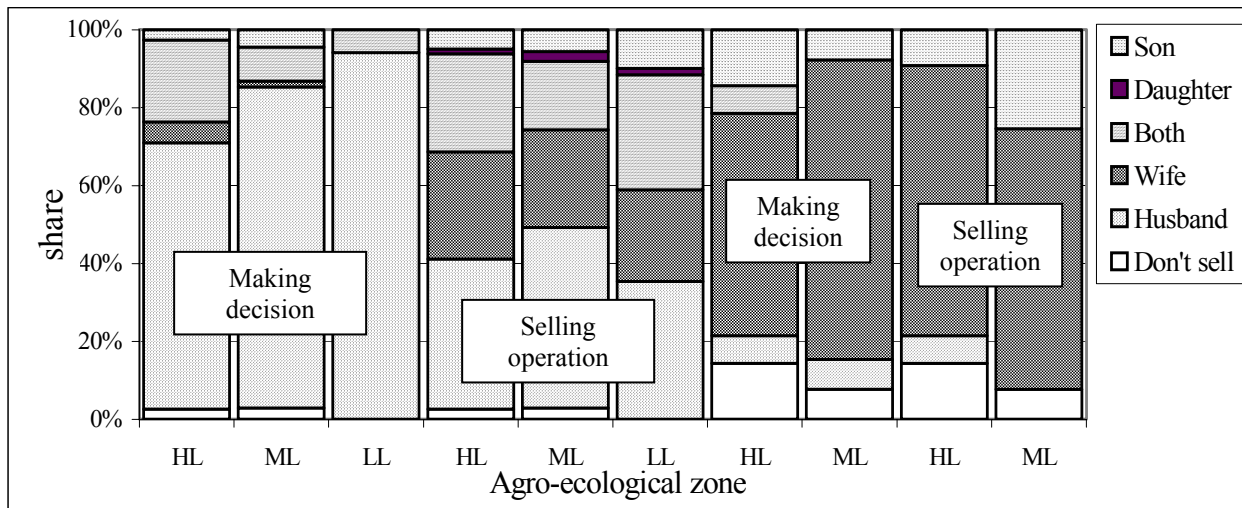 100%
80%
60%
40%
20%
0%
share
Making
decision
Selling
operation
Making
decision
Selling
operation
HL ML LL HL ML LL HL ML HL ML
Agro-ecological zone
Son
Daughter
Both
Wife
Husband
Don't sell